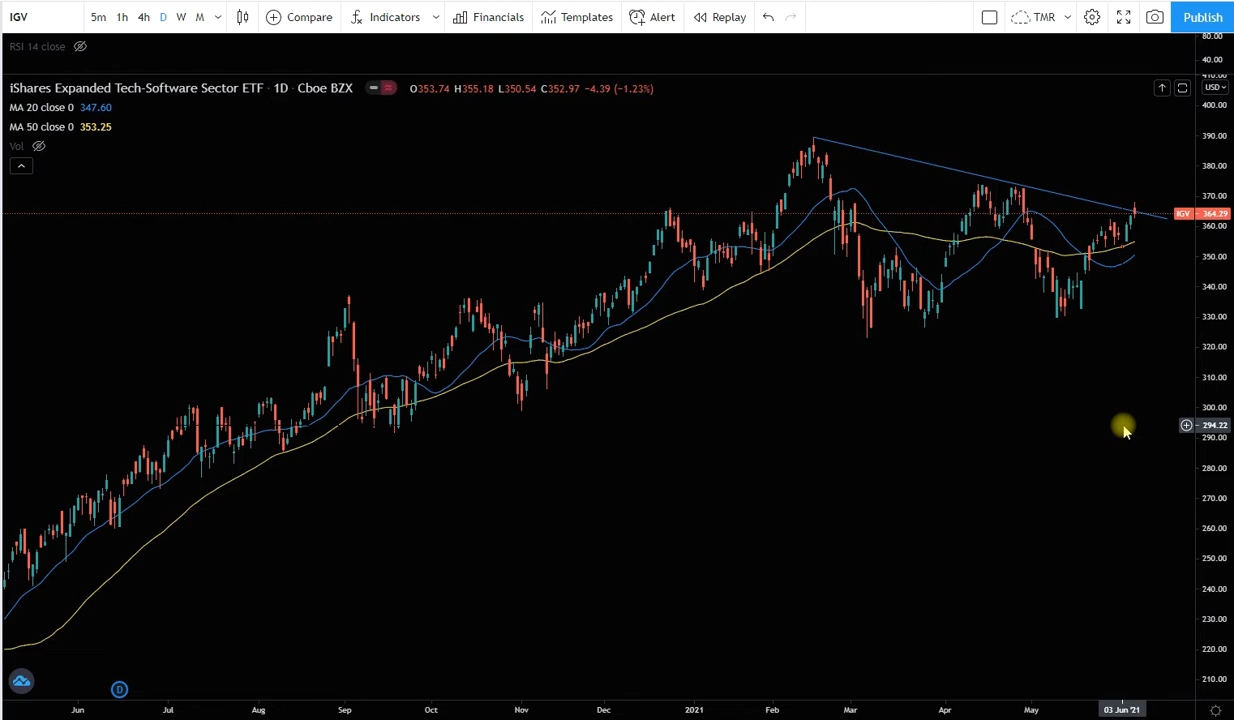 IGV 5m 1h 4h D W M Compare Indicators Financials Templates Alert Replay TMR Publish
RSI 14 close
80.00
40.00
iShares Expanded Tech-Software Sector ETF · 1D · Cboe BZX O353.74 H355.18 L350.54 C352.97 -4.39 (-1.23%) USD
MA 20 close 0 347.60
MA 50 close 0 353.25
Vol
410.00
400.00
390.00
380.00
370.00
IGV 364.29
360.00
350.00
340.00
330.00
320.00
310.00
300.00
294.22
290.00
280.00
270.00
260.00
250.00
240.00
230.00
220.00
210.00
D
Jun Jul Aug Sep Oct Nov Dec 2021 Feb Mar Apr May 03 Jun '21